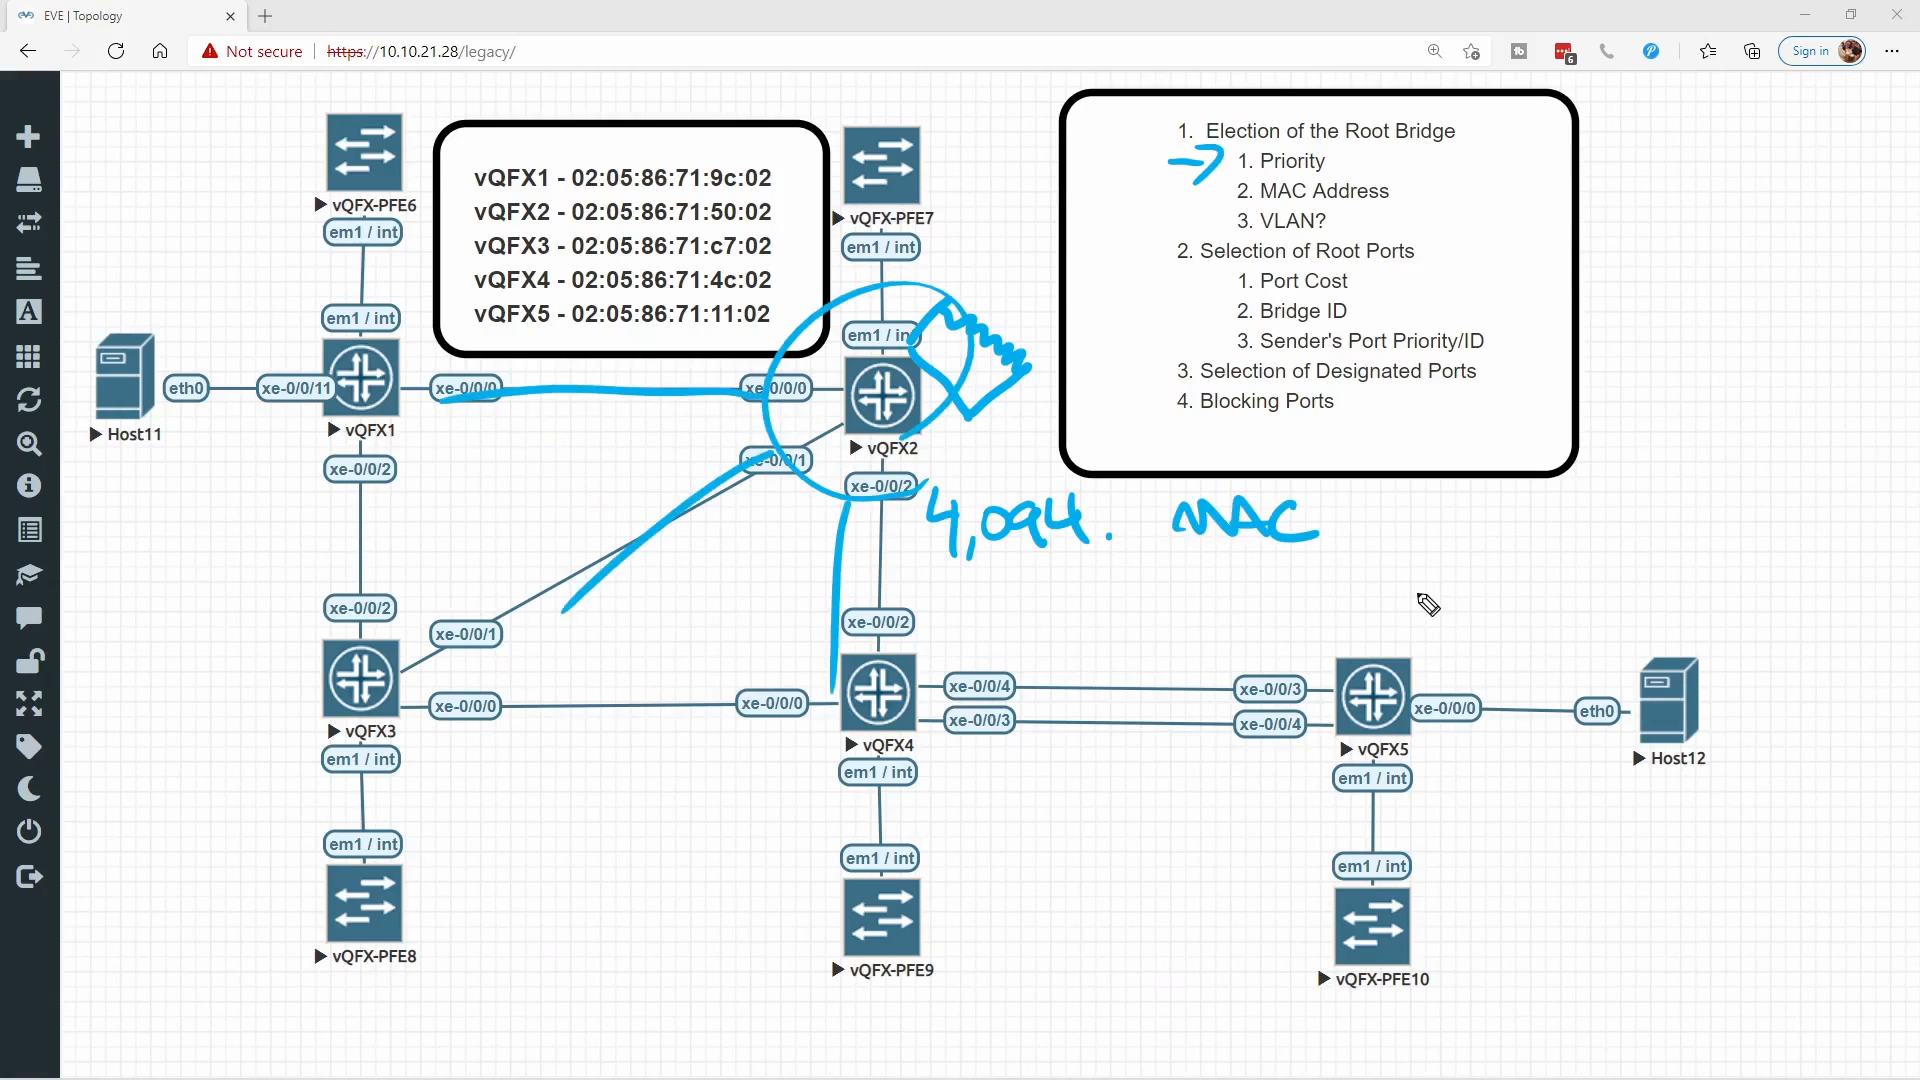 EVE | Topology
Not secure
https://10.10.21.28/legacy/
6
Sign in
vQFX1 - 02:05:86:71:9c:02
vQFX2 - 02:05:86:71:50:02
vQFX3 - 02:05:86:71:c7:02
vQFX4 - 02:05:86:71:4c:02
vQFX5 - 02:05:86:71:11:02
1. Election of the Root Bridge
1. Priority
2. MAC Address
3. VLAN?
2. Selection of Root Ports
1. Port Cost
2. Bridge ID
3. Sender's Port Priority/ID
3. Selection of Designated Ports
4. Blocking Ports
vQFX-PFE6
em1 / int
em1 / int
vQFX-PFE7
em1 / int
em1 / int
Host11
eth0
xe-0/0/11
vQFX1
xe-0/0/0
xe-0/0/0
vQFX2
xe-0/0/2
xe-0/0/1
xe-0/0/2
4,094. MAC
xe-0/0/2
xe-0/0/1
xe-0/0/2
vQFX3
xe-0/0/0
xe-0/0/0
vQFX4
xe-0/0/4
xe-0/0/3
xe-0/0/3
xe-0/0/4
vQFX5
xe-0/0/0
eth0
Host12
em1 / int
em1 / int
em1 / int
em1 / int
em1 / int
em1 / int
vQFX-PFE8
vQFX-PFE9
vQFX-PFE10